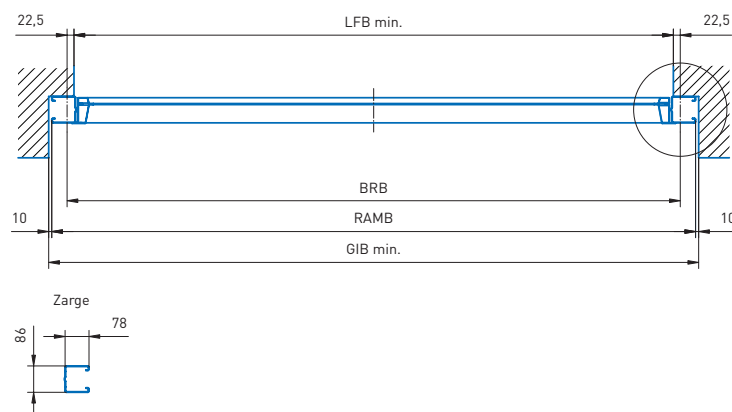 22,5 LFB min. 22,5
BRB
10 RAMB 10
GIB min.
Zarge
78
86